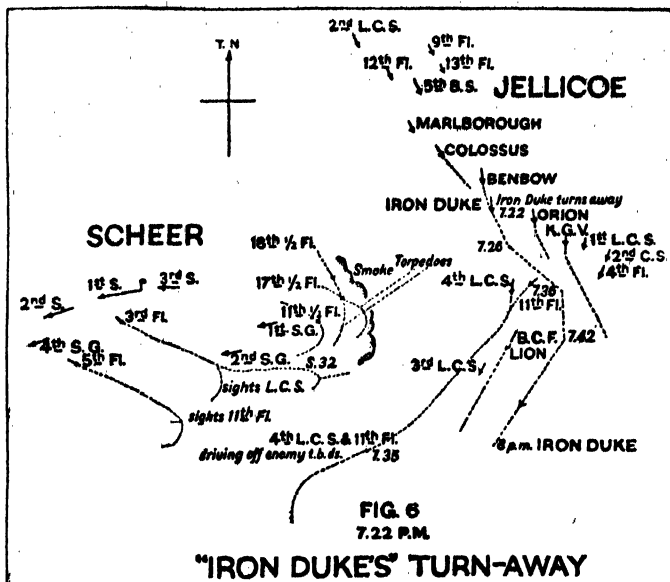 2nd L.C.S.
T. N
9th Fl.
12th Fl.
13th Fl.
5th B.S.
JELLICOE
MARLBOROUGH
COLOSSUS
BENBOW
IRON DUKE
Iron Duke turns away
7.22
ORION
K.G.V.
1st L.C.S.
2nd C.S.
4th Fl.
7.26
SCHEER
18th ½ Fl.
Smoke
Torpedoes
17th ½ Fl.
4th L.C.S.
7.36
11th Fl.
1st S.
3rd S.
2nd S.
3rd Fl.
11th ½ Fl.
1st S.G.
4th S.G.
5th Fl.
2nd S.G.
S.32
B.C.F.
LION
7.42
3rd L.C.S.
sights L.C.S.
sights 11th Fl.
4th L.C.S. & 11th Fl.
driving off enemy t.b.ds.
7.35
8 p.m. IRON DUKE
FIG. 6
7.22 P.M.
"IRON DUKE'S" TURN-AWAY